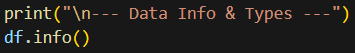 print("\n--- Data Info & Types ---")
df.info()